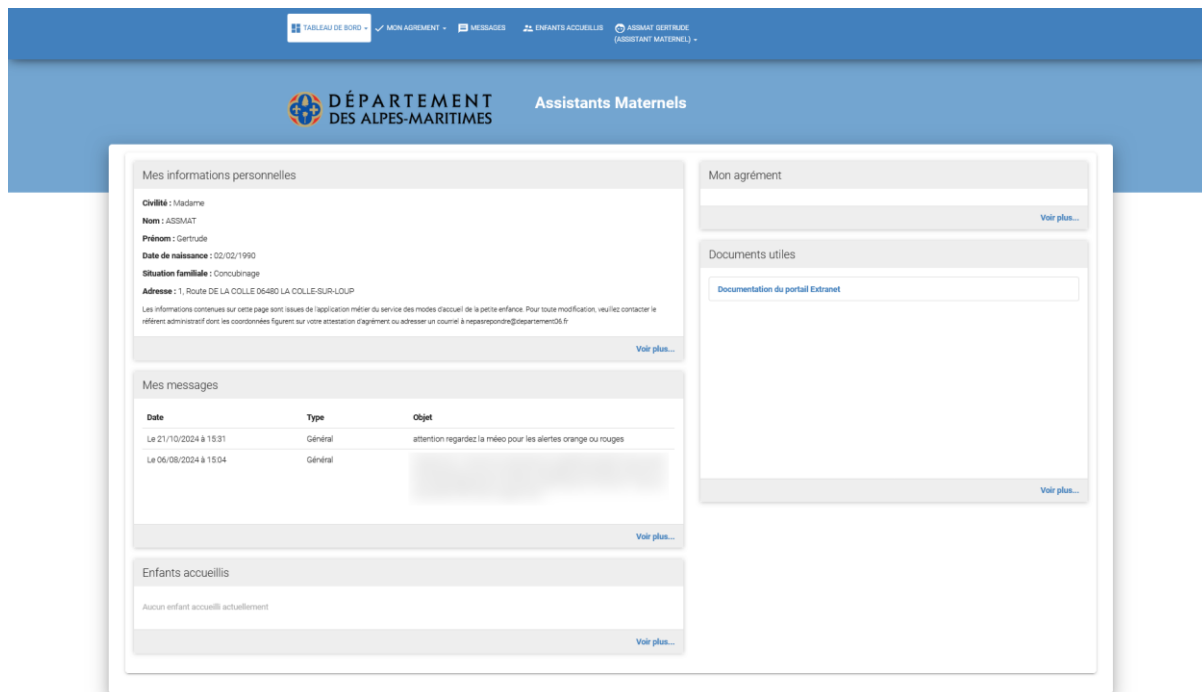 TABLEAU DE BORD
MON AGREMENT
MESSAGES
ENFANTS ACCUEILLIS
ASSMAT GERTRUDE
(ASSISTANT MATERNEL)
DÉPARTEMENT
DES ALPES-MARITIMES
Assistants Maternels
Mes informations personnelles
Civilité : Madame
Nom : ASSMAT
Prénom : Gertrude
Date de naissance : 02/02/1990
Situation familiale : Concubinage
Adresse : 1, Route DE LA COLLE 06480 LA COLLE-SUR-LOUP
Les informations contenues sur cette page sont issues de l'application métier du service des modes d'accueil de la petite enfance. Pour toute modification, veuillez contacter le
référent administratif dont les coordonnées figurent sur votre attestation d'agrément ou adresser un courriel à nepasrepondre@departement06.fr
Voir plus...
Mes messages
Date Type Objet
Le 21/10/2024 à 15:31 Général attention regardez la méeo pour les alertes orange ou rouges
Le 06/08/2024 à 15:04 Général
Voir plus...
Enfants accueillis
Aucun enfant accueilli actuellement
Voir plus...
Mon agrément
Voir plus...
Documents utiles
Documentation du portail Extranet
Voir plus...